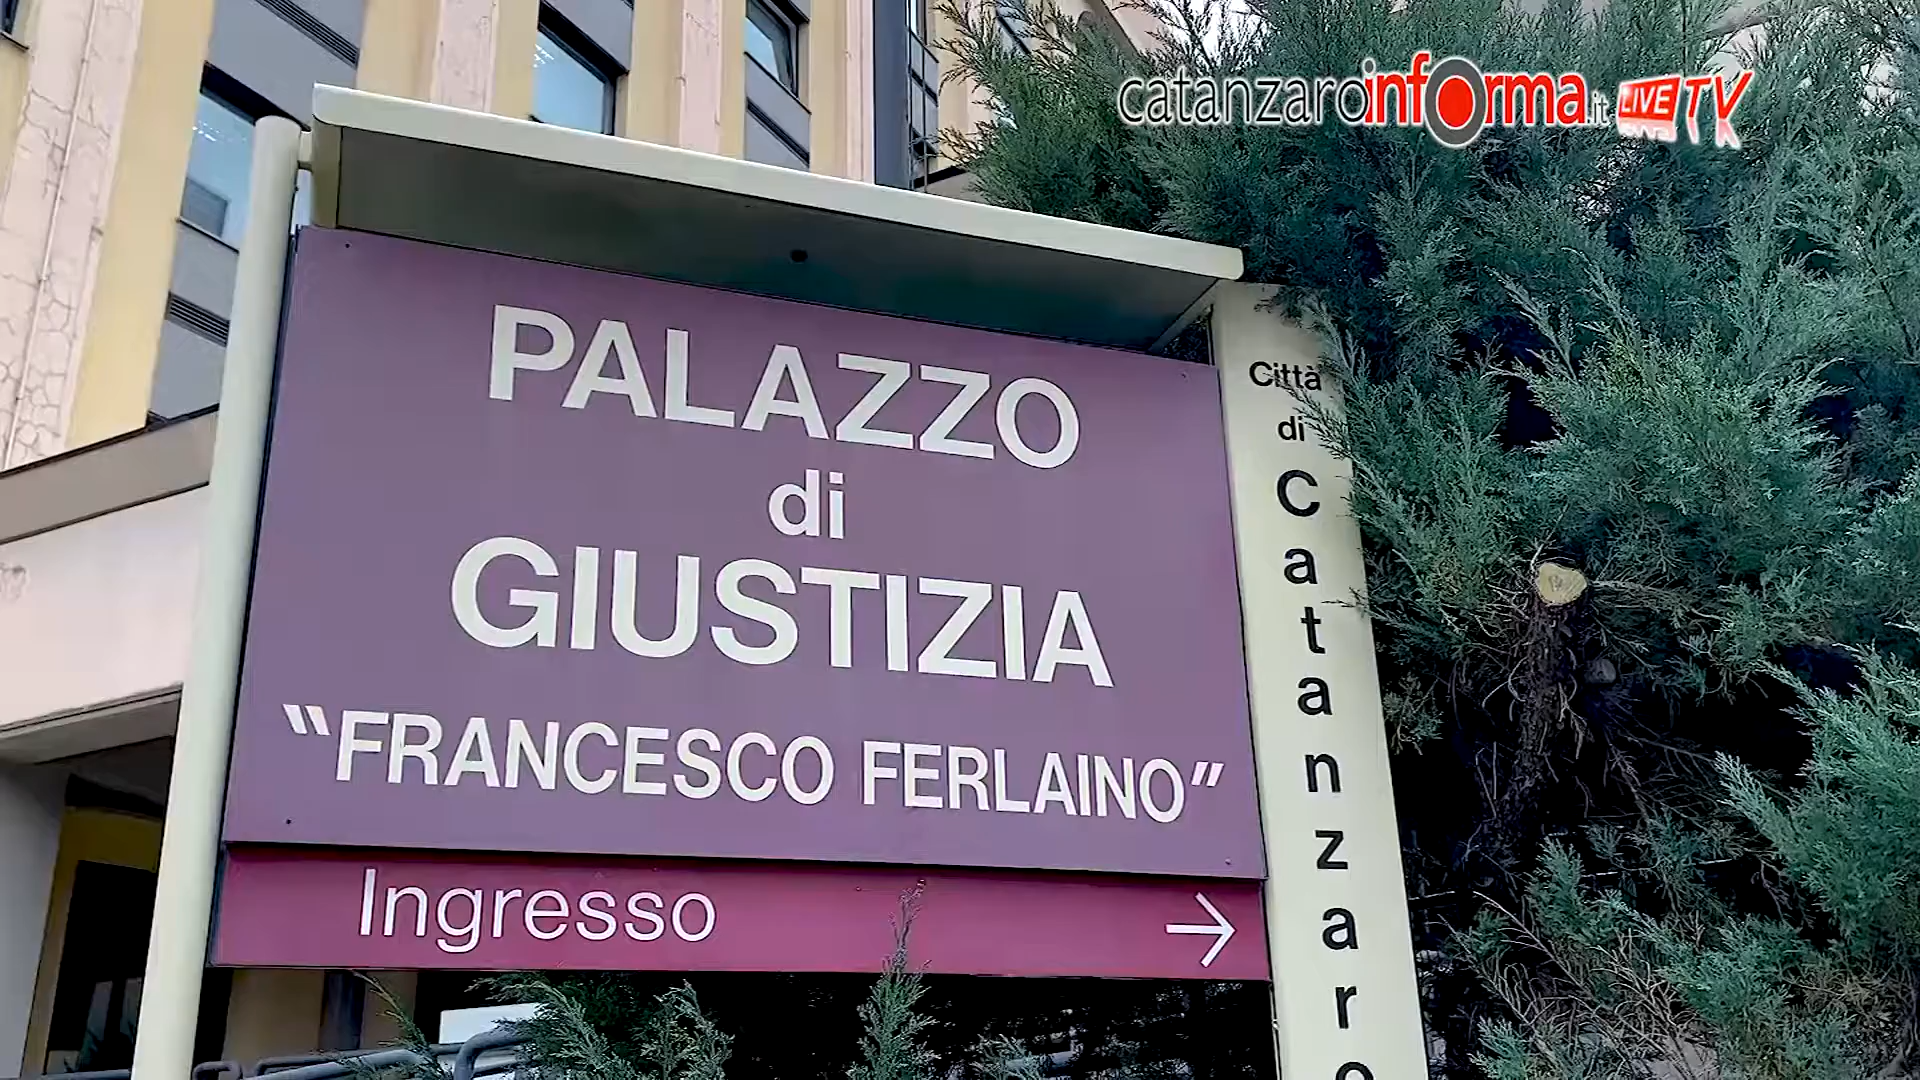 catanzaroinforma.it LIVE TV
PALAZZO
di
GIUSTIZIA
"FRANCESCO FERLAINO"
Ingresso →
Città
di
Catanzaro